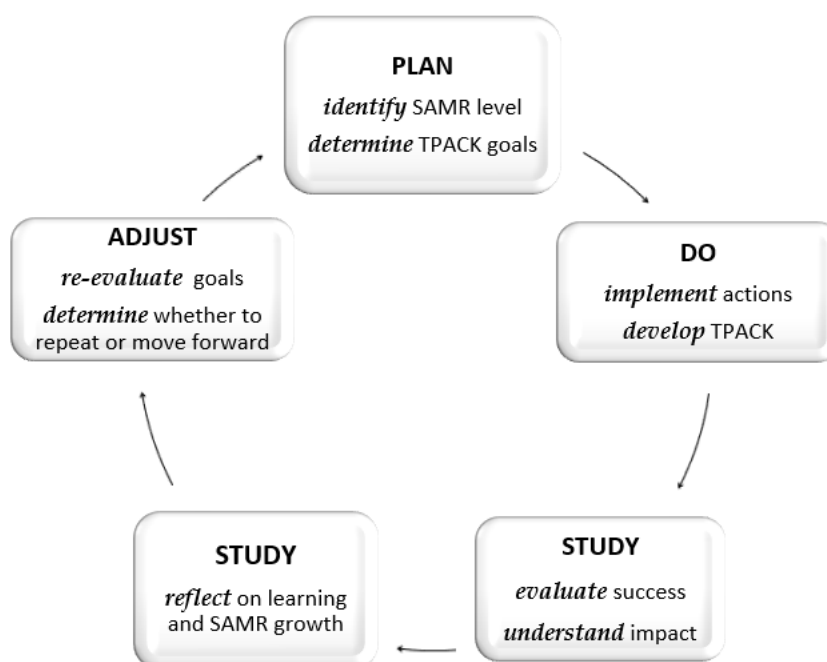 PLAN
identify SAMR level
determine TPACK goals
DO
implement actions
develop TPACK
STUDY
evaluate success
understand impact
STUDY
reflect on learning
and SAMR growth
ADJUST
re-evaluate goals
determine whether to
repeat or move forward